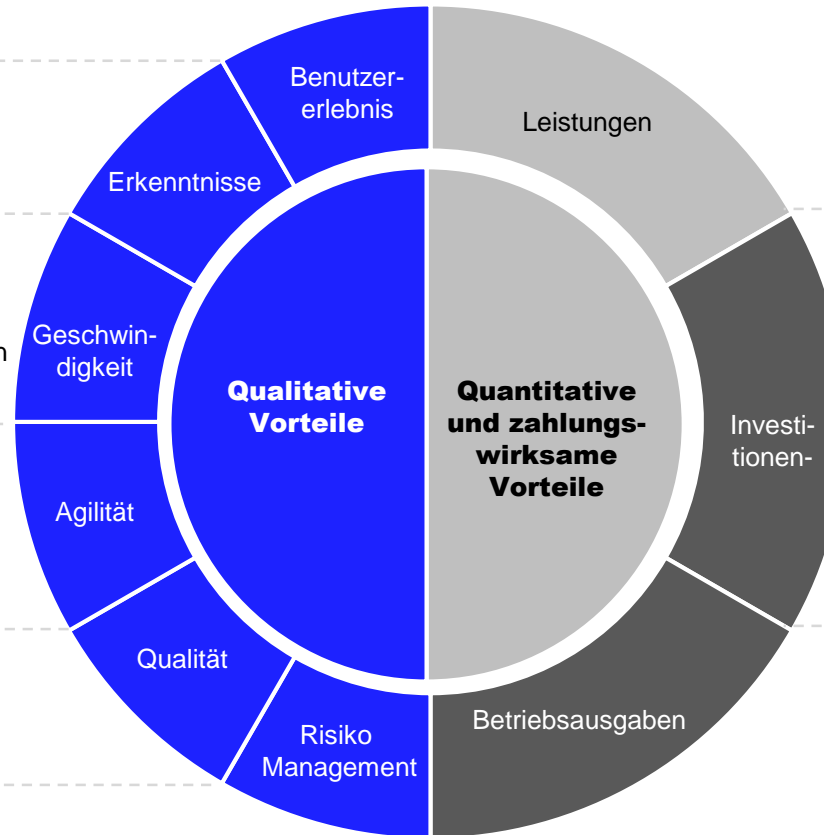 Benutzer-
erlebnis
Leistungen
Erkenntnisse
Geschwin-
digkeit
n
Qualitative
Vorteile
Quantitative
und zahlungs-
wirksame
Vorteile
Investi-
tionen-
Agilität
Qualität
Betriebsausgaben
Risiko
Management